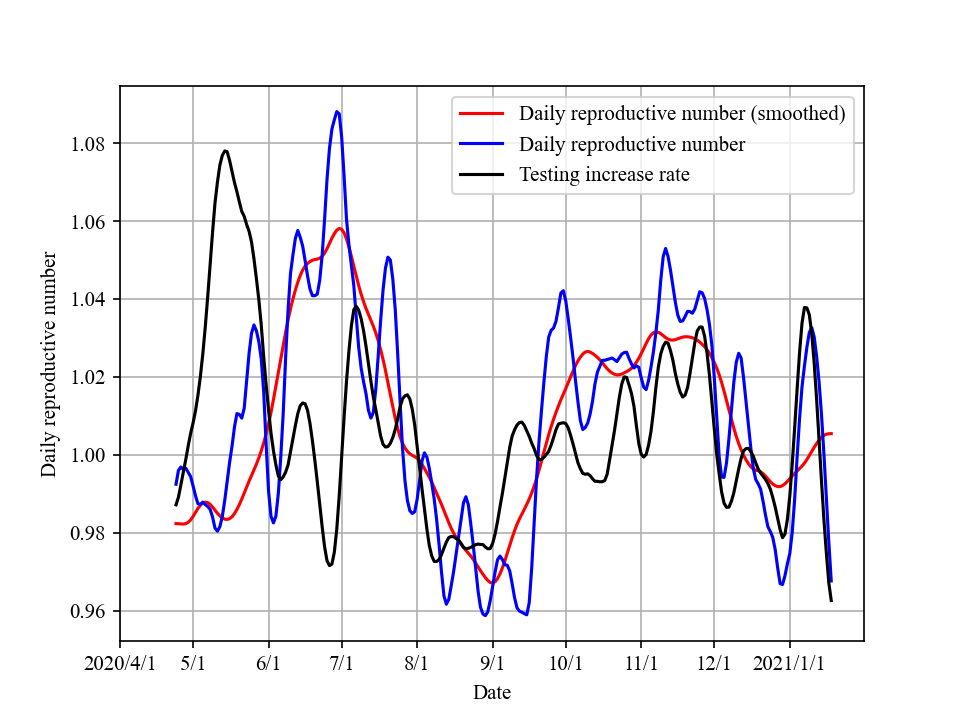 Daily reproductive number (smoothed)
Daily reproductive number
Testing increase rate
Daily reproductive number
1.08
1.06
1.04
1.02
1.00
0.98
0.96
2020/4/1 5/1 6/1 7/1 8/1 9/1 10/1 11/1 12/1 2021/1/1
Date